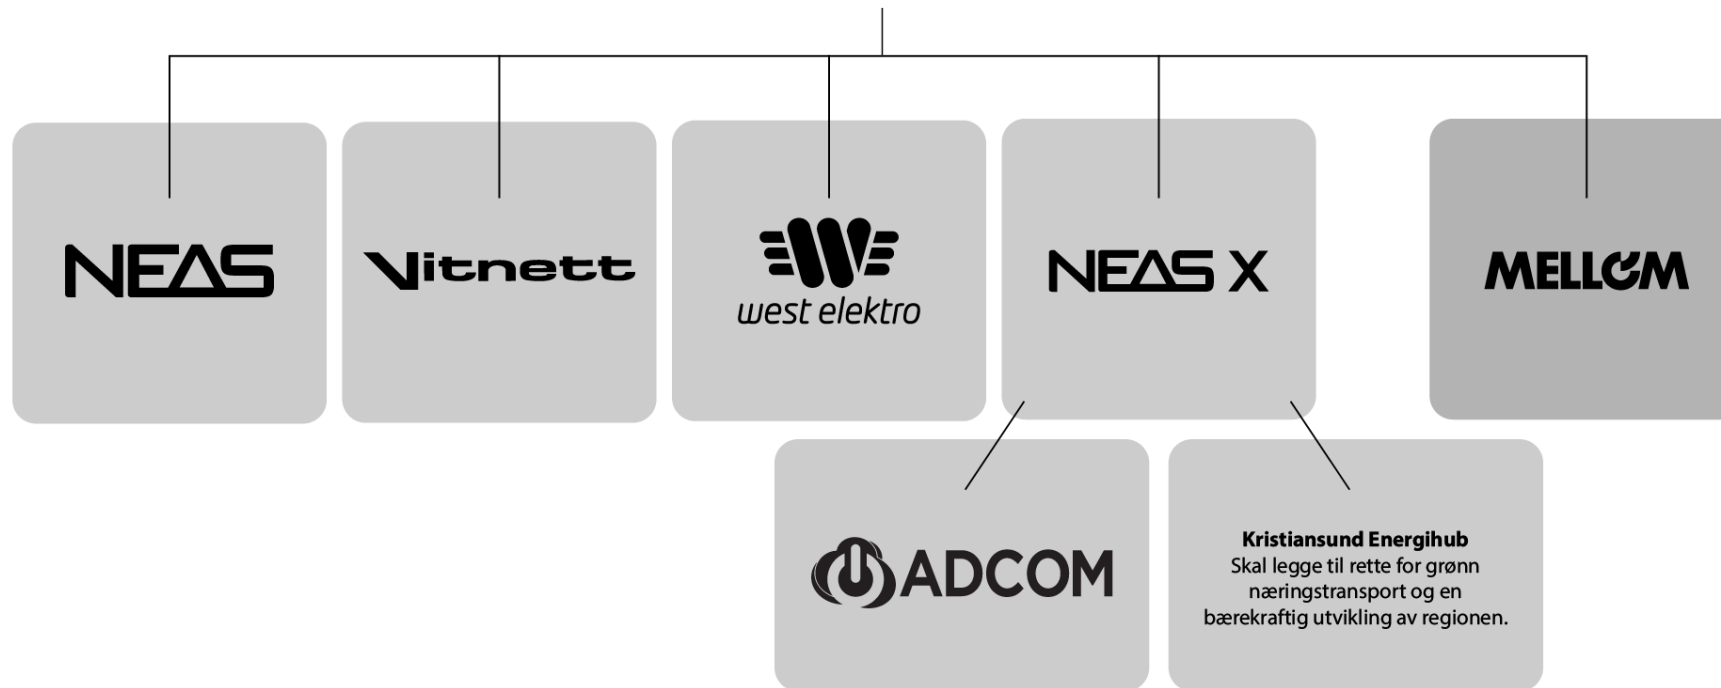 NEAS
Vitnett
west elektro
NEAS X
MELLOM
ADCOM
Kristiansund Energihub
Skal legge til rette for grønn
næringstransport og en
bærekraftig utvikling av regionen.